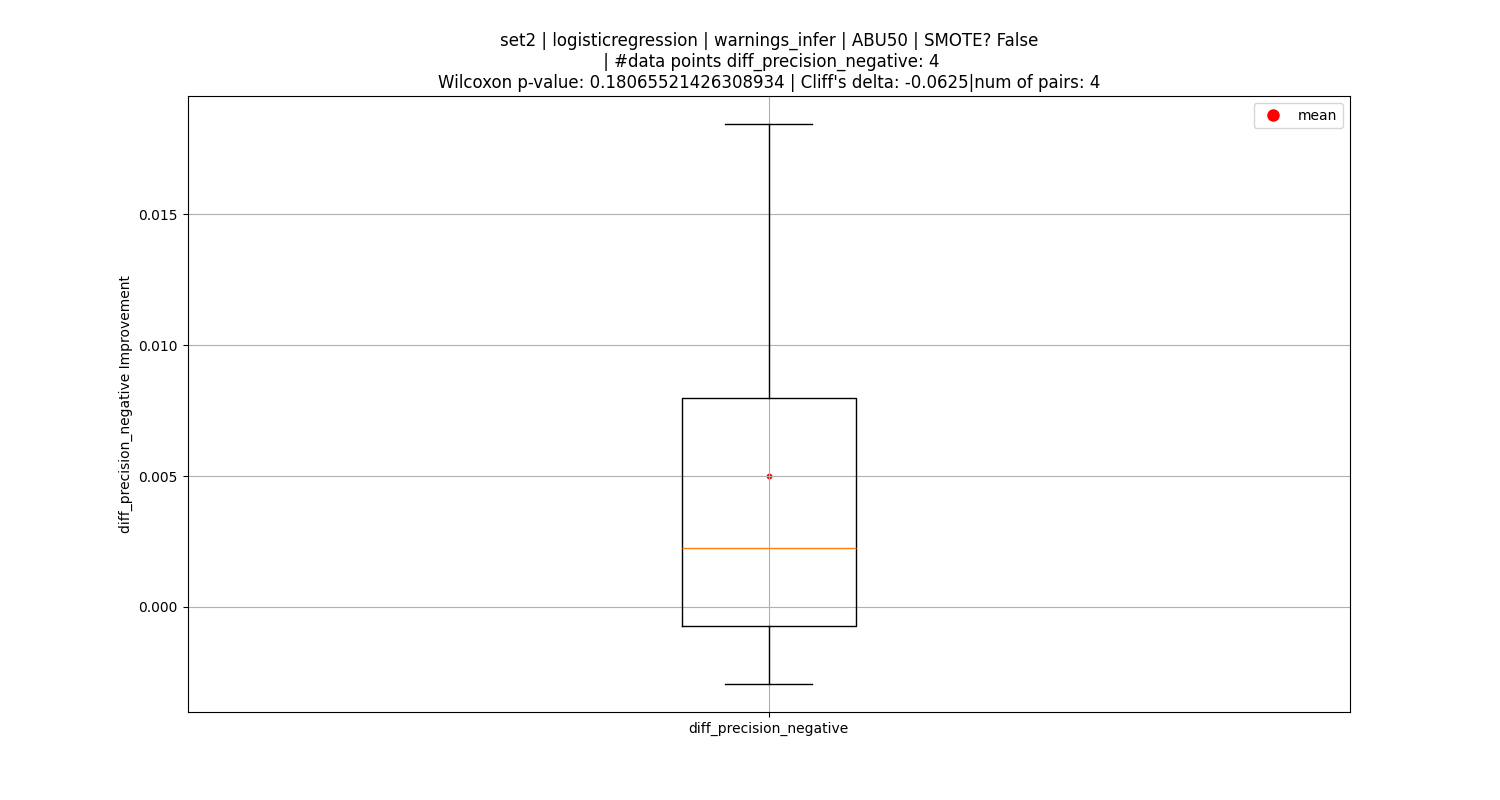 set2 | logisticregression | warnings_infer | ABU50 | SMOTE? False
| #data points diff_precision_negative: 4
Wilcoxon p-value: 0.18065521426308934 | Cliff's delta: -0.0625|num of pairs: 4
mean
0.015
0.010
0.005
0.000
diff_precision_negative Improvement
diff_precision_negative